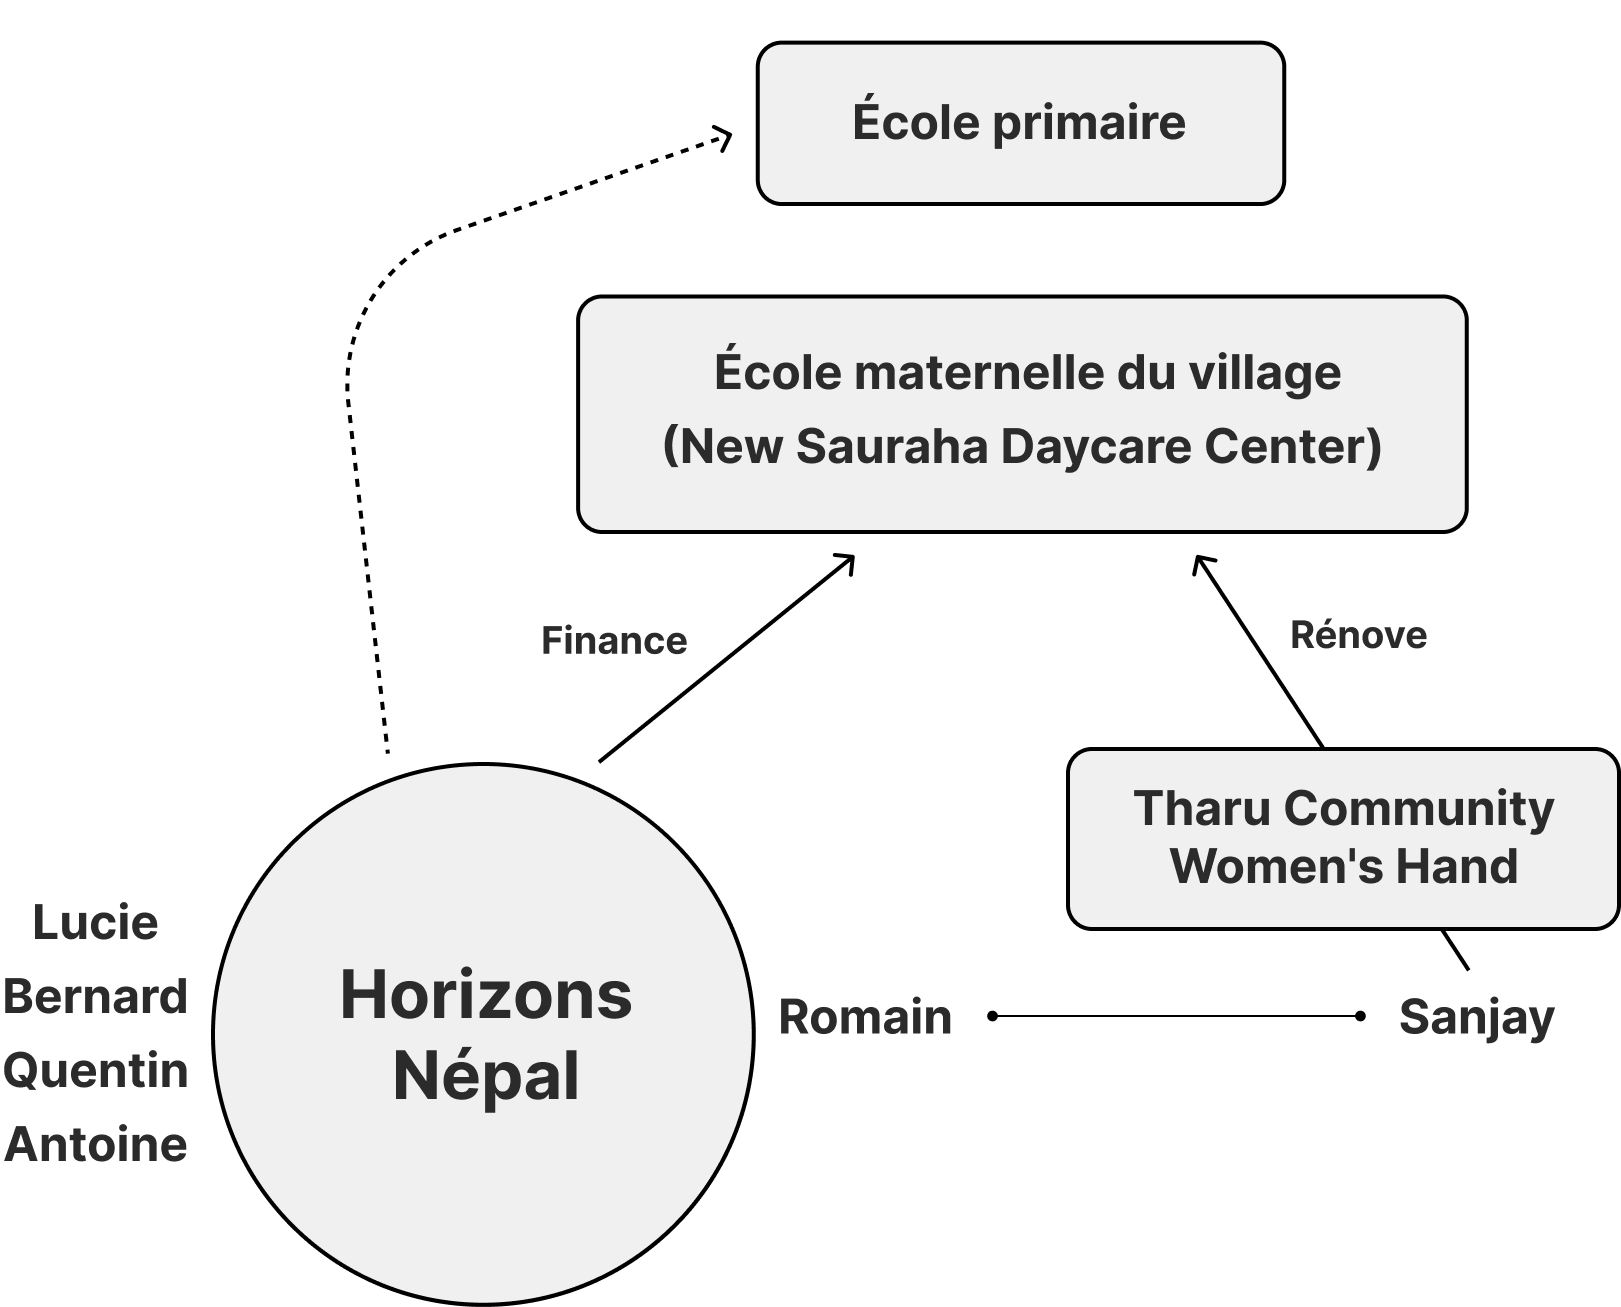 École primaire
École maternelle du village
(New Sauraha Daycare Center)
Finance
Rénove
Tharu Community
Women's Hand
Lucie
Bernard
Quentin
Antoine
Horizons
Népal
Romain
Sanjay